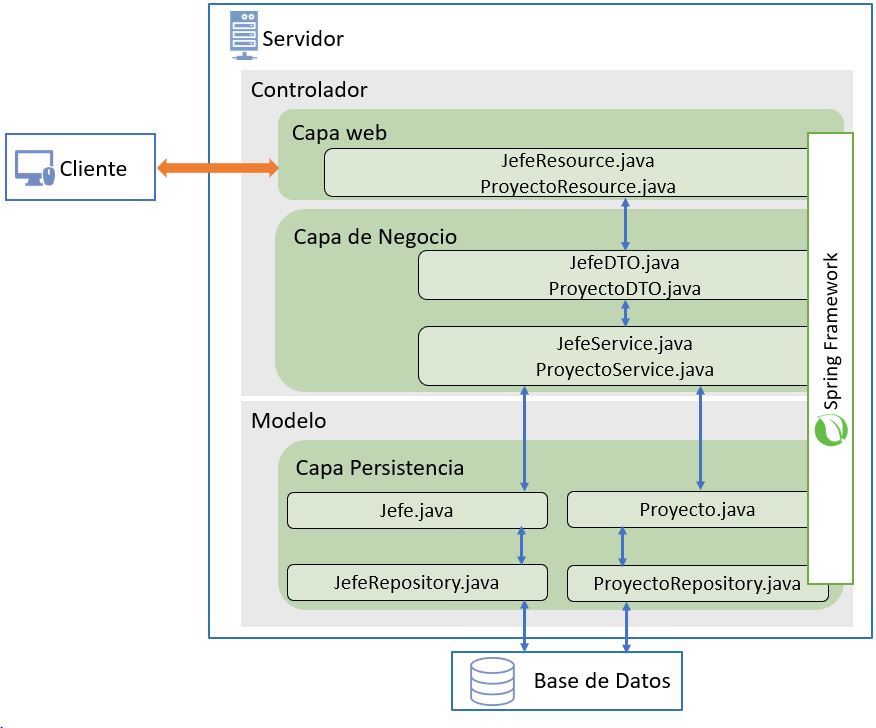 Servidor
Controlador
Capa web
JefeResource.java
ProyectoResource.java
Cliente
Capa de Negocio
JefeDTO.java
ProyectoDTO.java
JefeService.java
ProyectoService.java
Spring Framework
Modelo
Capa Persistencia
Jefe.java
Proyecto.java
JefeRepository.java
ProyectoRepository.java
Base de Datos